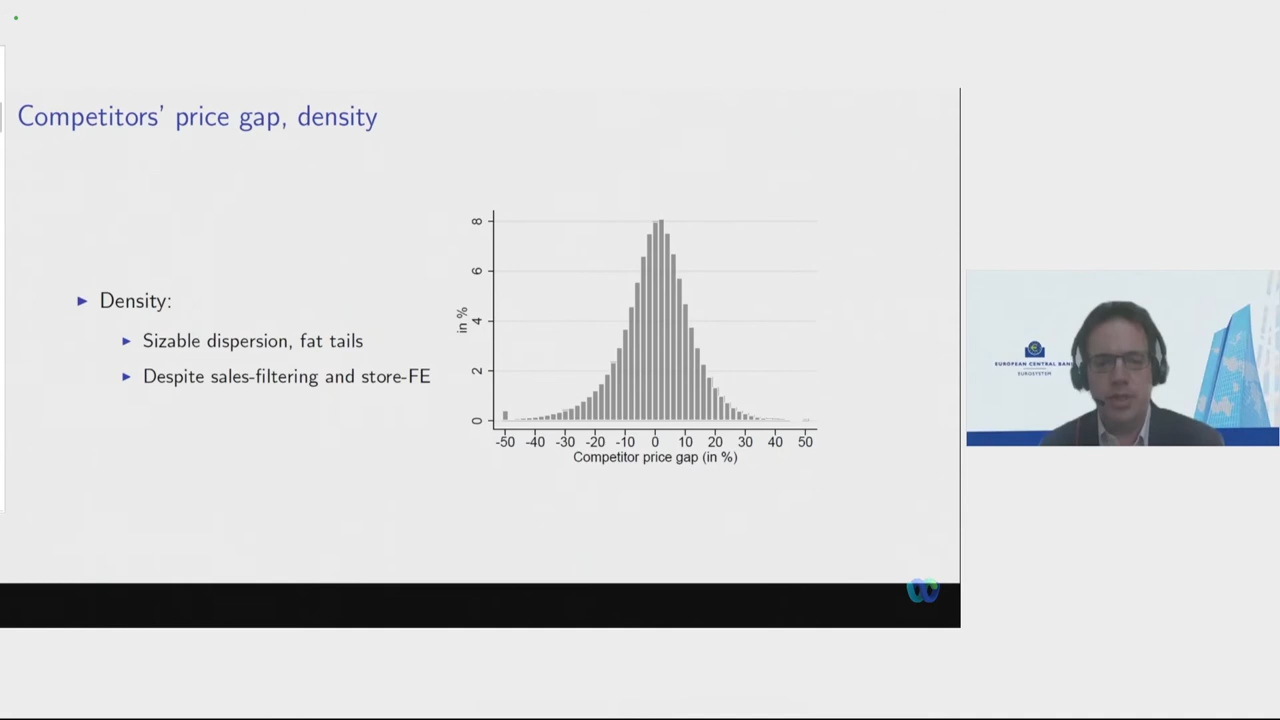 Competitors’ price gap, density
Density:
Sizable dispersion, fat tails
Despite sales-filtering and store-FE
in %
8
6
4
2
0
-50 -40 -30 -20 -10 0 10 20 30 40 50
Competitor price gap (in %)
EUROPEAN CENTRAL BANK
EUROSYSTEM